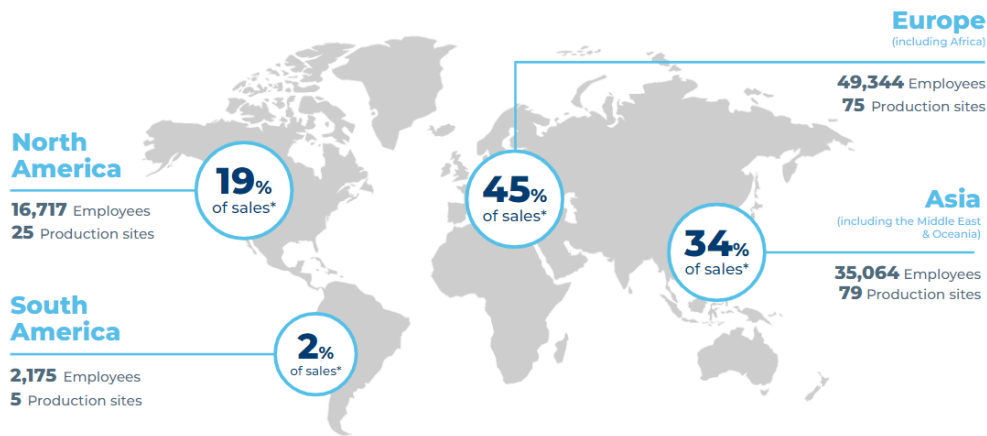 Europe
(including Africa)
49,344 Employees
75 Production sites
North
America
16,717 Employees
25 Production sites
19%
of sales*
45%
of sales*
Asia
(including the Middle East
& Oceania)
35,064 Employees
79 Production sites
34%
of sales*
South
America
2,175 Employees
5 Production sites
2%
of sales*